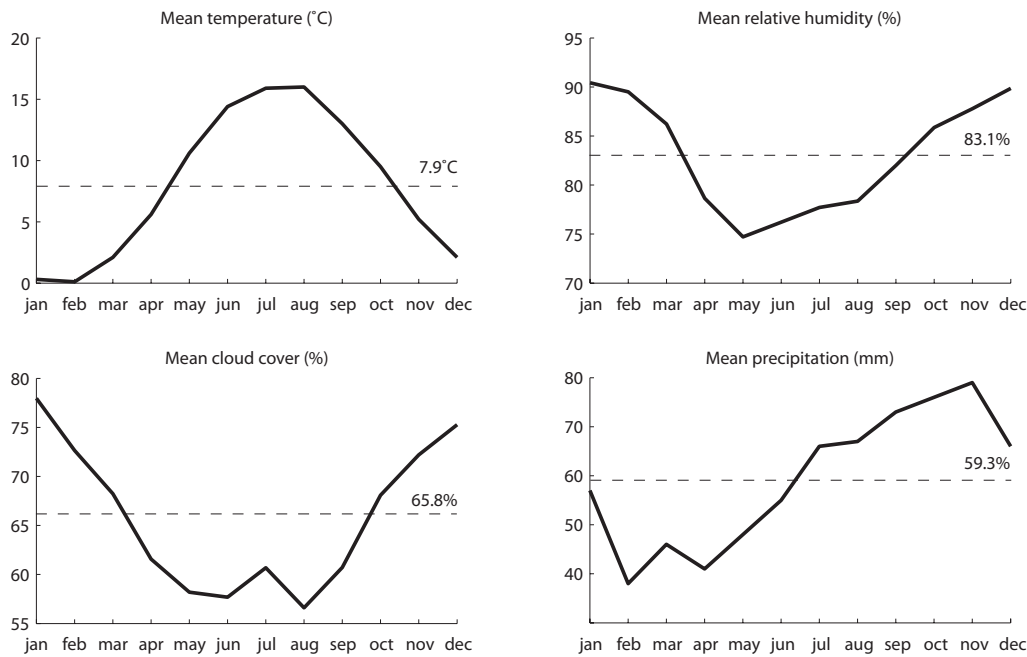 Mean temperature (˚C)
20
15
10
5
0
7.9˚C
jan feb mar apr may jun jul aug sep oct nov dec
Mean relative humidity (%)
95
90
85
80
75
70
83.1%
jan feb mar apr may jun jul aug sep oct nov dec
Mean cloud cover (%)
80
75
70
65
60
55
65.8%
jan feb mar apr may jun jul aug sep oct nov dec
Mean precipitation (mm)
80
70
60
50
40
59.3%
jan feb mar apr may jun jul aug sep oct nov dec